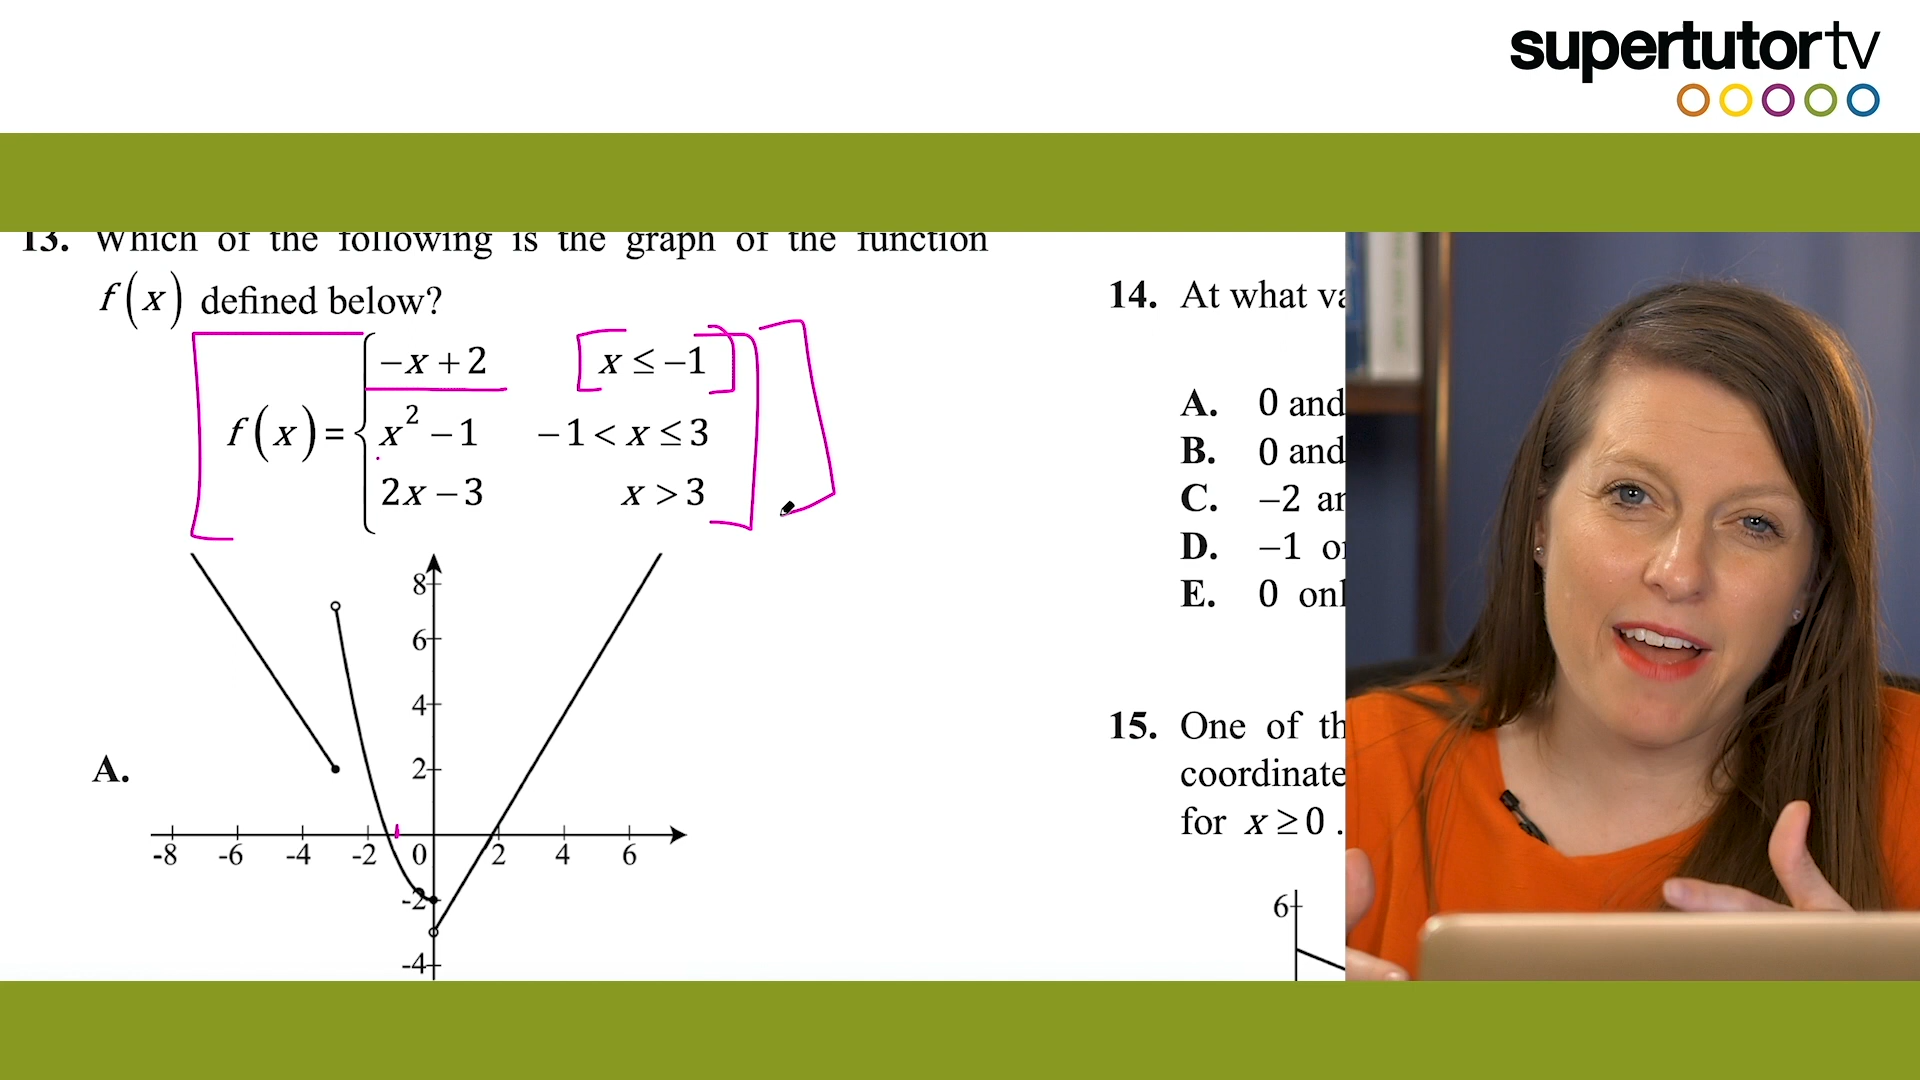 supertutortv
13. Which of the following is the graph of the function
f(x) defined below?
f(x)= { -x+2 x ≤ -1
x² -1 -1 < x ≤ 3
2x -3 x > 3
A.
8
6
4
2
-8 -6 -4 -2 0 2 4 6
-2
-4
14. At what va
A. 0 and
B. 0 and
C. -2 ar
D. -1 o
E. 0 onl
15. One of th
coordinate
for x ≥ 0 .
6